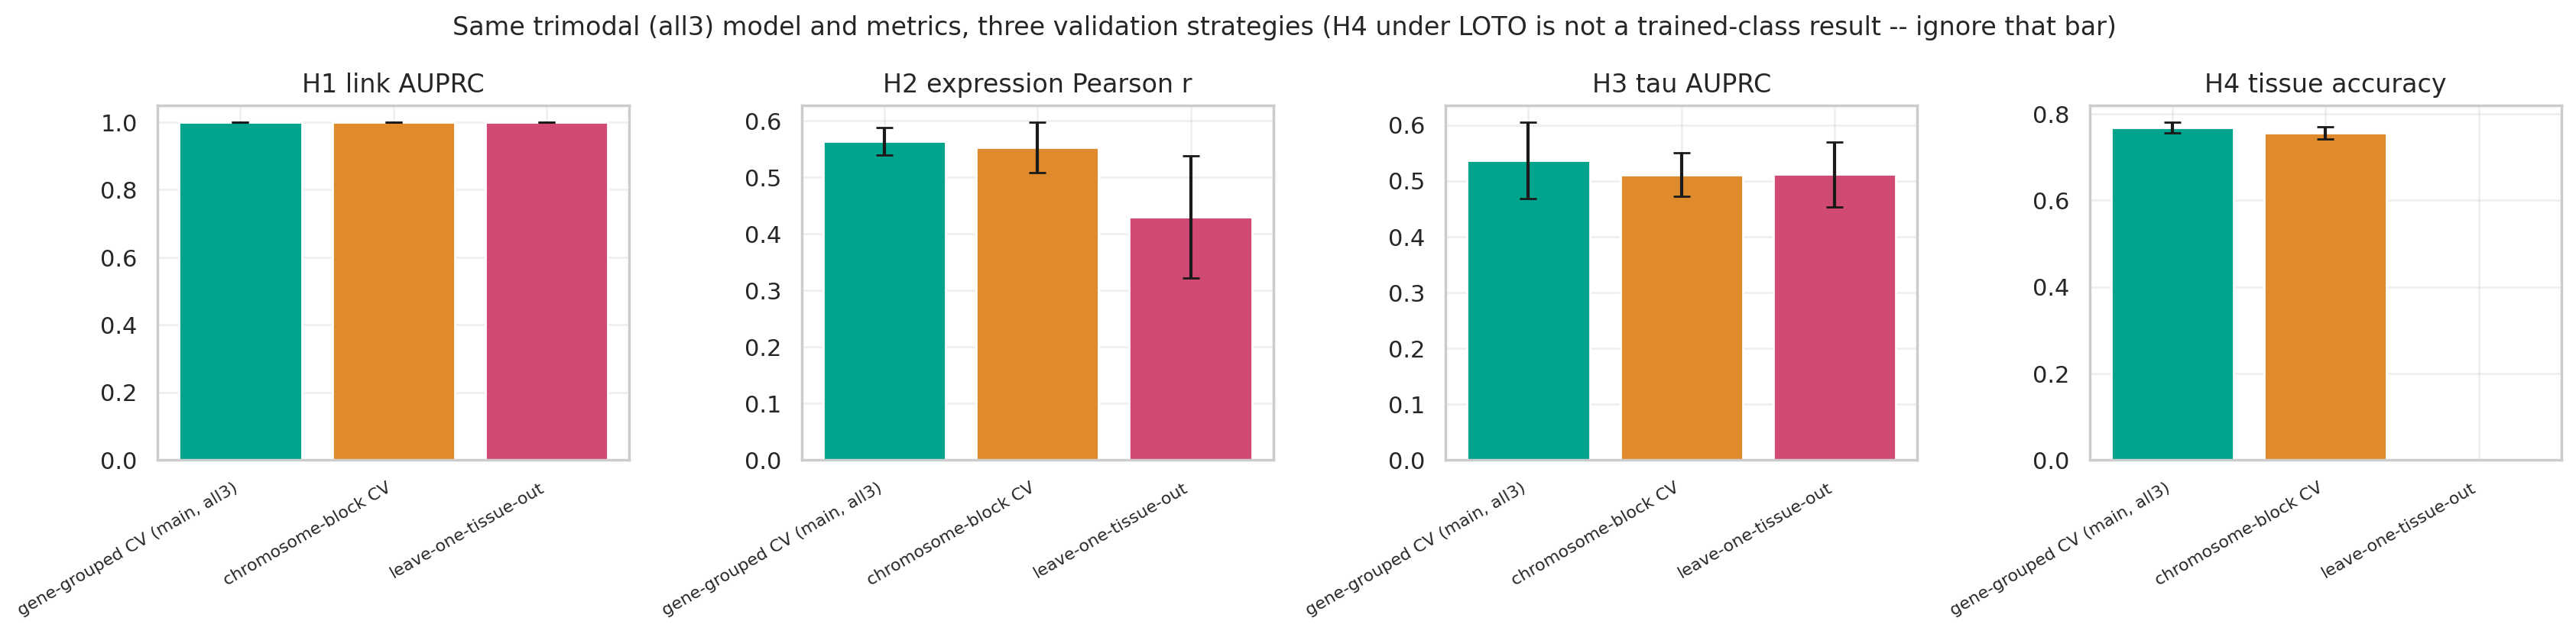 Same trimodal (all3) model and metrics, three validation strategies (H4 under LOTO is not a trained-class result -- ignore that bar)
H1 link AUPRC
1.0
0.8
0.6
0.4
0.2
0.0
gene-grouped CV (main, all3)
chromosome-block CV
leave-one-tissue-out
H2 expression Pearson r
0.6
0.5
0.4
0.3
0.2
0.1
0.0
gene-grouped CV (main, all3)
chromosome-block CV
leave-one-tissue-out
H3 tau AUPRC
0.6
0.5
0.4
0.3
0.2
0.1
0.0
gene-grouped CV (main, all3)
chromosome-block CV
leave-one-tissue-out
H4 tissue accuracy
0.8
0.6
0.4
0.2
0.0
gene-grouped CV (main, all3)
chromosome-block CV
leave-one-tissue-out